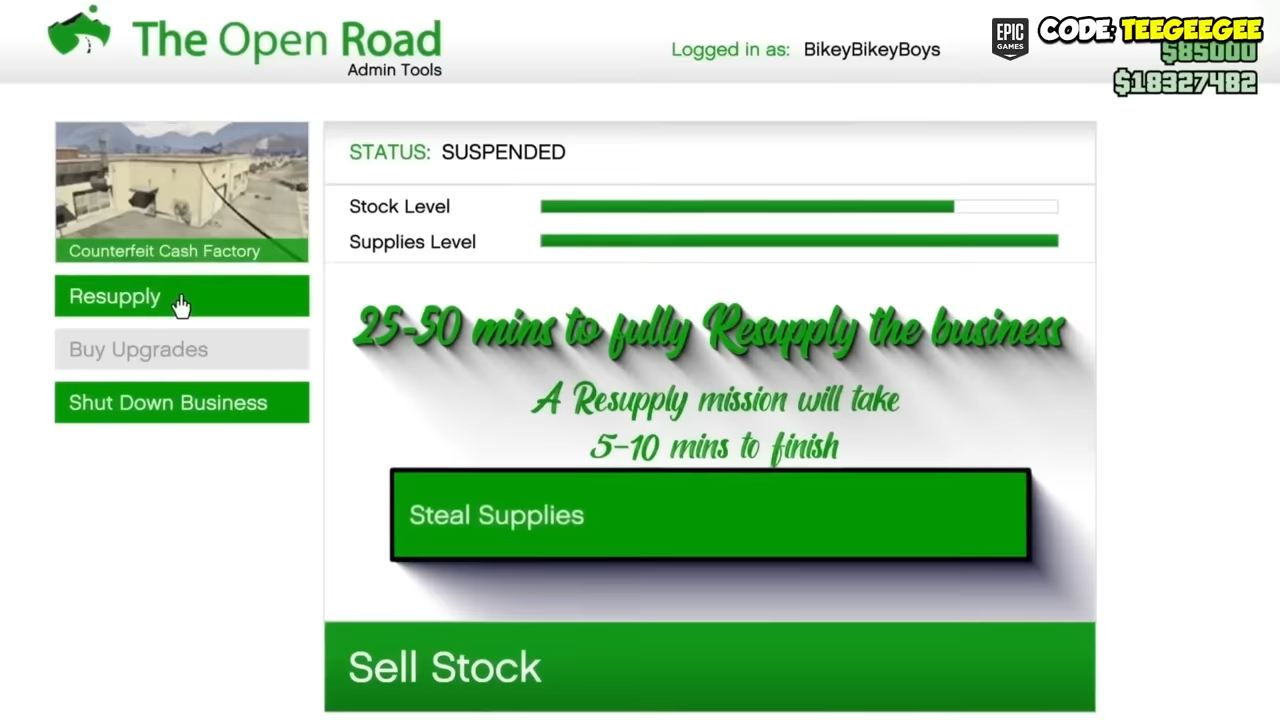 The Open Road
Admin Tools
Logged in as: BikeyBikeyBoys
EPIC GAMES
CODE: TEEGEEGEE
$85000
$18327482
Counterfeit Cash Factory
Resupply
Buy Upgrades
Shut Down Business
STATUS: SUSPENDED
Stock Level
Supplies Level
25-50 mins to fully Resupply the business
A Resupply mission will take
5-10 mins to finish
Steal Supplies
Sell Stock